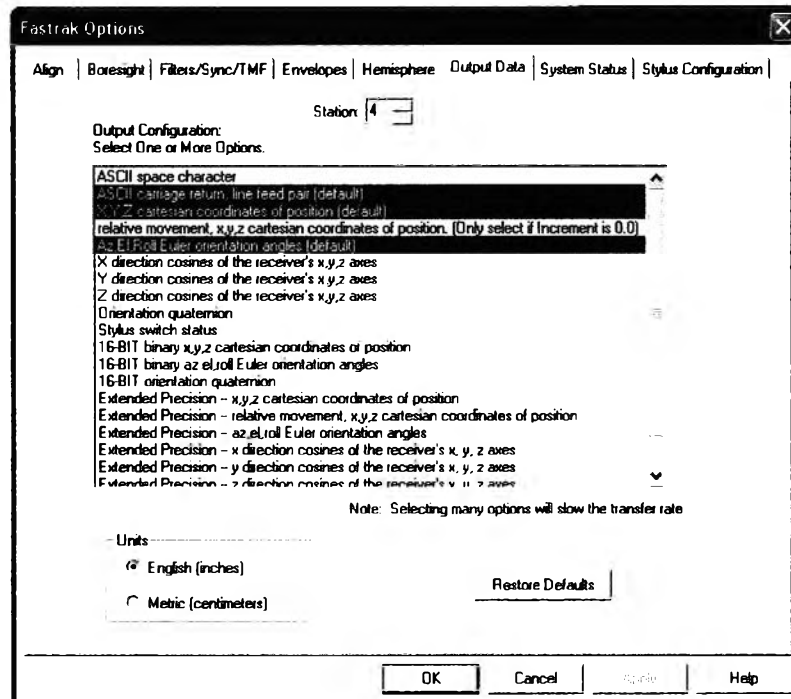 Fastrak Options
Align | Boresight | Filters/Sync/TMF | Envelopes | Hemisphere | Output Data | System Status | Stylus Configuration |
Station: 4
Output Configuration:
Select One or More Options.
ASCII space character
ASCII carriage return, line feed pair (default)
X,Y,Z cartesian coordinates of position (default)
relative movement, x,y,z cartesian coordinates of position. (Only select if Increment is 0.0)
Az,El,Roll Euler orientation angles (default)
X direction cosines of the receiver's x,y,z axes
Y direction cosines of the receiver's x,y,z axes
Z direction cosines of the receiver's x,y,z axes
Orientation quaternion
Stylus switch status
16-BIT binary x,y,z cartesian coordinates of position
16-BIT binary az,el,roll Euler orientation angles
16-BIT orientation quaternion
Extended Precision -- x,y,z cartesian coordinates of position
Extended Precision -- relative movement, x,y,z cartesian coordinates of position
Extended Precision -- az,el,roll Euler orientation angles
Extended Precision -- x direction cosines of the receiver's x, y, z axes
Extended Precision -- y direction cosines of the receiver's x, y, z axes
Extended Precision -- z direction cosines of the receiver's x, y, z axes
Note: Selecting many options will slow the transfer rate
Units
English (inches)
Metric (centimeters)
Restore Defaults
OK
Cancel
Apply
Help